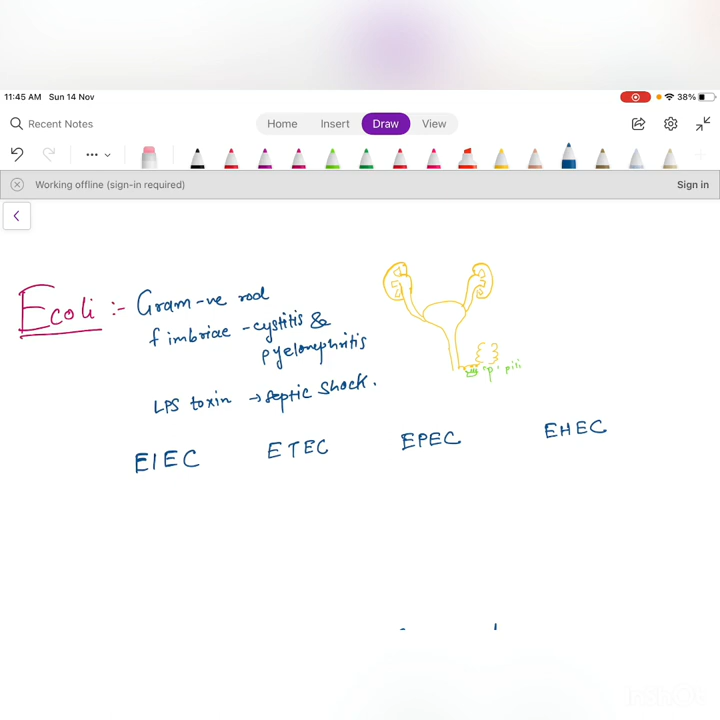 11:45 AM Sun 14 Nov 38%
Recent Notes Home Insert Draw View
Working offline (sign-in required) Sign in
Ecoli :- Gram -ve rod
fimbriae - cystitis &
pyelonephritis
LPS toxin → septic shock.
pili
EIEC ETEC EPEC EHEC